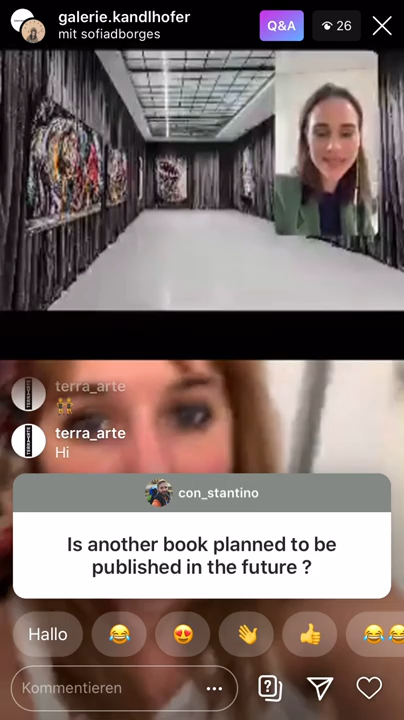 galerie.kandlhofer
mit sofiadborges
Q&A
26
terra_arte
terra_arte
Hi
con_stantino
Is another book planned to be
published in the future ?
Hallo
Kommentieren